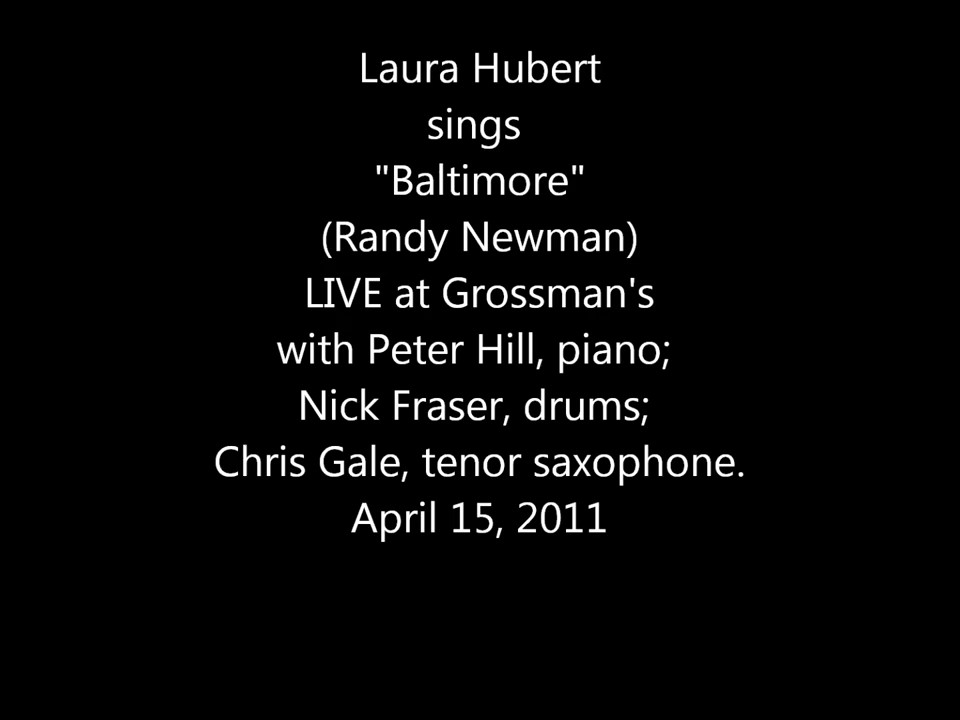 Laura Hubert
sings
"Baltimore"
(Randy Newman)
LIVE at Grossman's
with Peter Hill, piano;
Nick Fraser, drums;
Chris Gale, tenor saxophone.
April 15, 2011